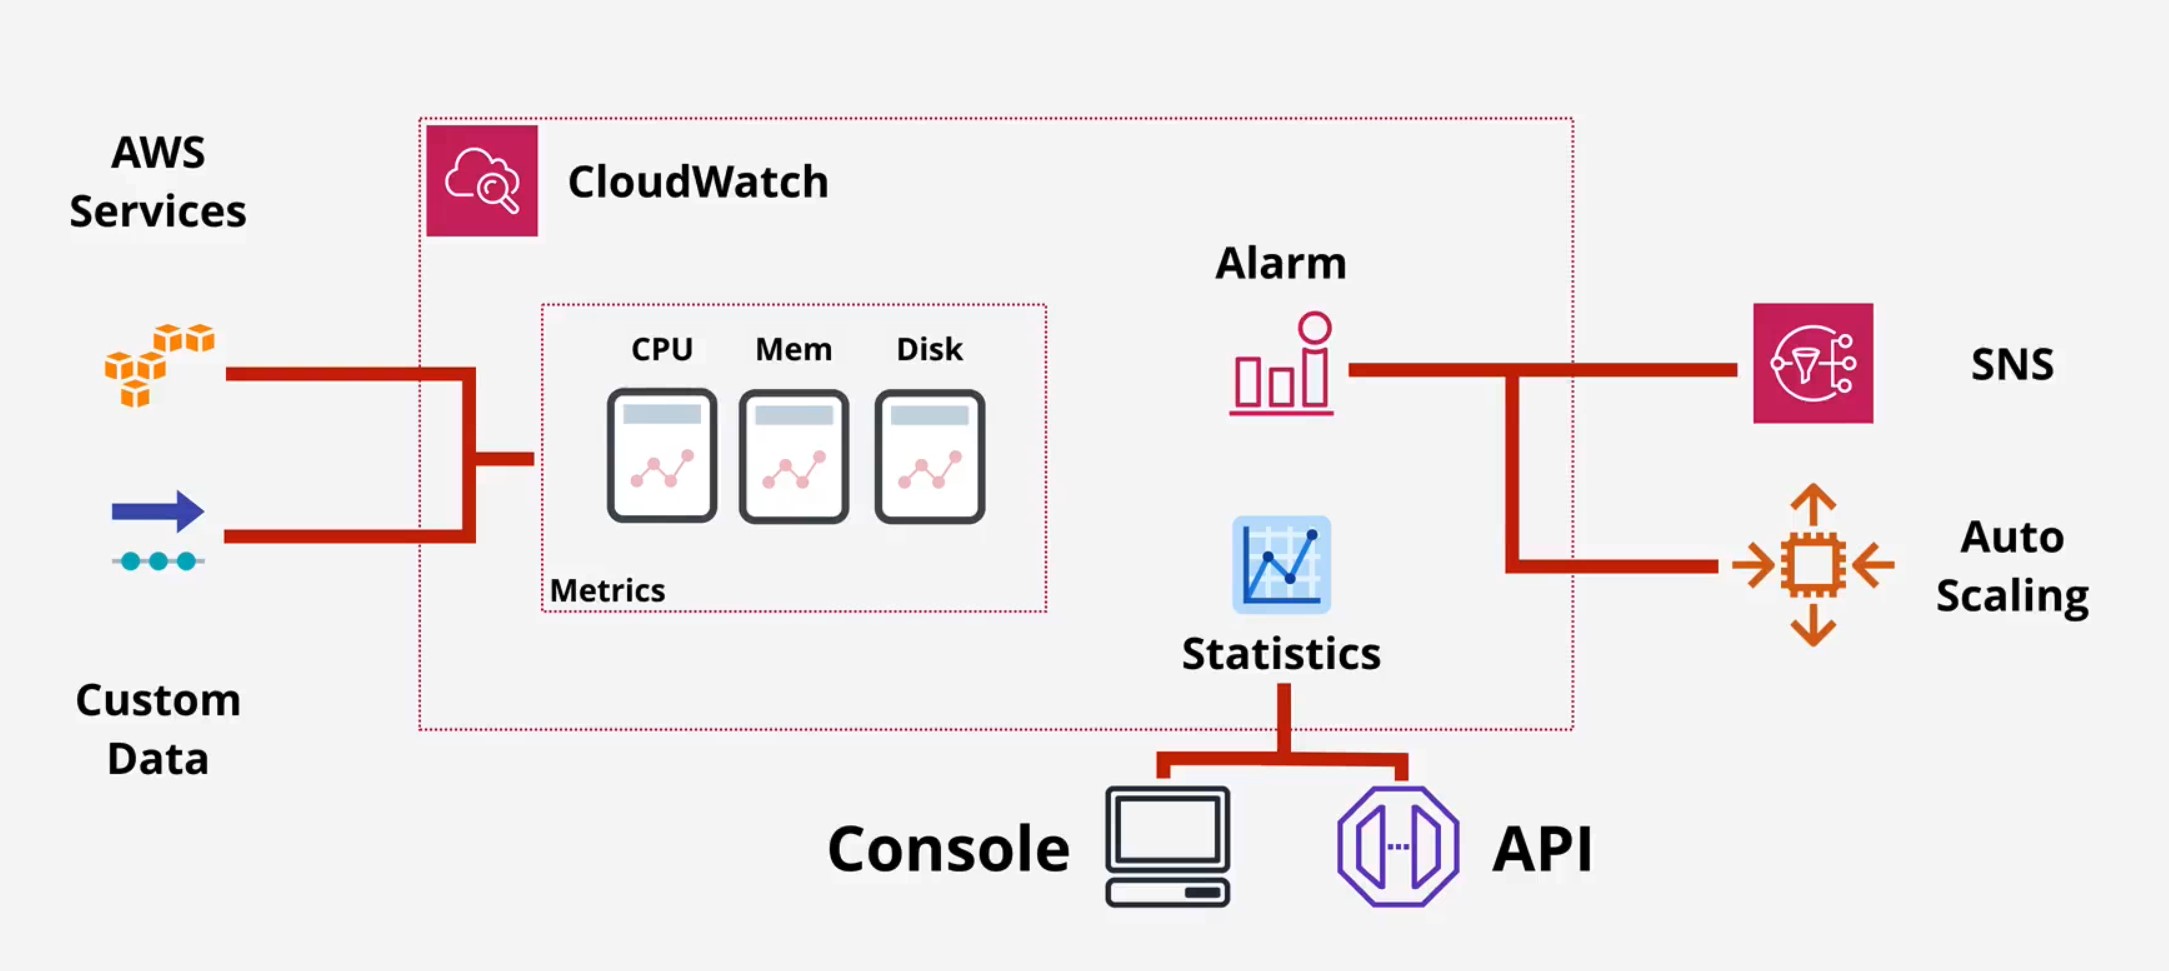 AWS
Services
CloudWatch
Alarm
CPU
Mem
Disk
Metrics
SNS
Auto
Scaling
Statistics
Custom
Data
Console
API